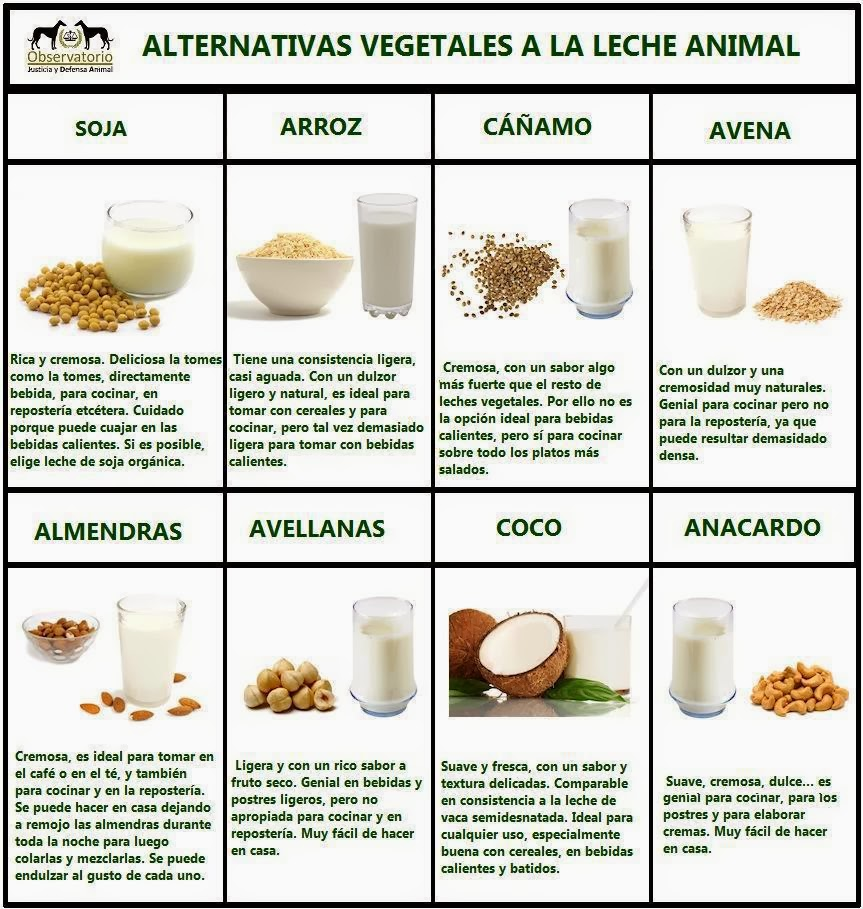 Observatorio
Justicia y Defensa Animal
ALTERNATIVAS VEGETALES A LA LECHE ANIMAL
SOJA
ARROZ
CÁÑAMO
AVENA
Rica y cremosa. Deliciosa la tomes
como la tomes, directamente
bebida, para cocinar, en
repostería etcétera. Cuidado
porque puede cuajar en las
bebidas calientes. Si es posible,
elige leche de soja orgánica.
Tiene una consistencia ligera,
casi aguada. Con un dulzor
ligero y natural, es ideal para
tomar con cereales y para
cocinar, pero tal vez demasiado
ligera para tomar con bebidas
calientes.
Cremosa, con un sabor algo
más fuerte que el resto de
leches vegetales. Por ello no es
la opción ideal para bebidas
calientes, pero sí para cocinar
sobre todo los platos más
salados.
Con un dulzor y una
cremosidad muy naturales.
Genial para cocinar pero no
para la repostería, ya que
puede resultar demasidado
densa.
ALMENDRAS
AVELLANAS
COCO
ANACARDO
Cremosa, es ideal para tomar en
el café o en el té, y también
para cocinar y en la repostería.
Se puede hacer en casa dejando
a remojo las almendras durante
toda la noche para luego
colarlas y mezclarlas. Se puede
endulzar al gusto de cada uno.
Ligera y con un rico sabor a
fruto seco. Genial en bebidas y
postres ligeros, pero no
apropiada para cocinar y en
repostería. Muy fácil de hacer
en casa.
Suave y fresca, con un sabor y
textura delicadas. Comparable
en consistencia a la leche de
vaca semidesnatada. Ideal para
cualquier uso, especialmente
buena con cereales, en bebidas
calientes y batidos.
Suave, cremosa, dulce... es
genial para cocinar, para los
postres y para elaborar
cremas. Muy fácil de hacer
en casa.